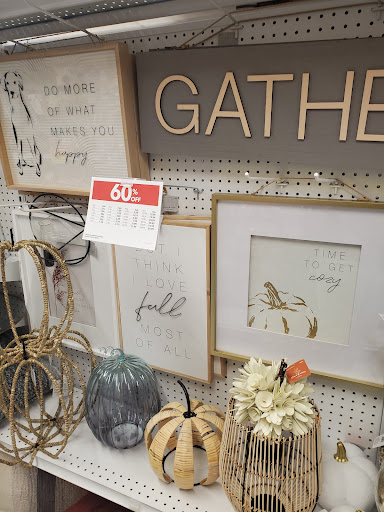 DO MORE
OF WHAT
MAKES YOU
happy
GATHE
60%
OFF
I THINK
I LOVE
fall
MOST
OF ALL
TIME
TO GET
cozy